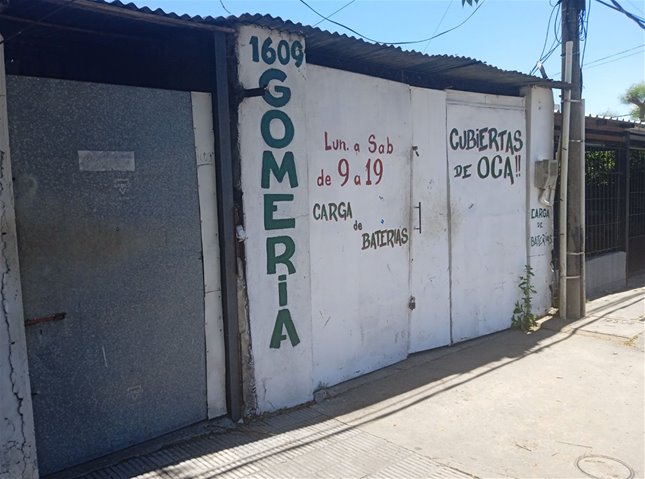 1609
GOMERIA
Lun. a Sab
de 9 a 19
CARGA
de
BATERIAS
CUBIERTAS
DE OCA!!
CARGA
DE
BATERIAS